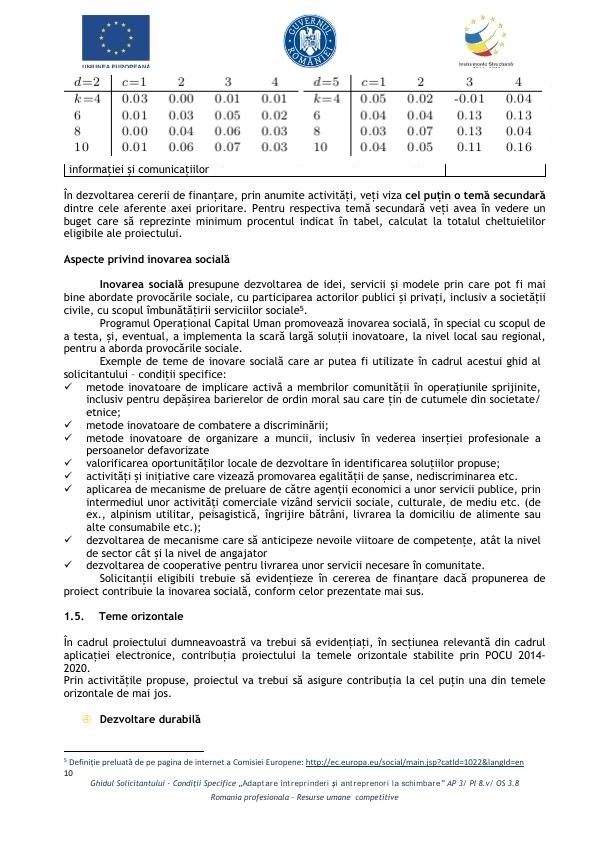 UNIUNEA EUROPEANĂ
GUVERNUL ROMÂNIEI
Instrumente Structurale
d=2 c=1 2 3 4 d=5 c=1 2 3 4
k=4 0.03 0.00 0.01 0.01 k=4 0.05 0.02 -0.01 0.04
6 0.01 0.03 0.05 0.02 6 0.04 0.04 0.13 0.13
8 0.00 0.04 0.06 0.03 8 0.03 0.07 0.13 0.04
10 0.01 0.06 0.07 0.03 10 0.04 0.05 0.11 0.16
informației și comunicațiilor
În dezvoltarea cererii de finanțare, prin anumite activități, veți viza cel puțin o temă secundară
dintre cele aferente axei prioritare. Pentru respectiva temă secundară veți avea în vedere un
buget care să reprezinte minimum procentul indicat în tabel, calculat la totalul cheltuielilor
eligibile ale proiectului.
Aspecte privind inovarea socială
Inovarea socială presupune dezvoltarea de idei, servicii și modele prin care pot fi mai
bine abordate provocările sociale, cu participarea actorilor publici și privați, inclusiv a societății
civile, cu scopul îmbunătățirii serviciilor sociale⁵.
Programul Operațional Capital Uman promovează inovarea socială, în special cu scopul de
a testa, și, eventual, a implementa la scară largă soluții inovatoare, la nivel local sau regional,
pentru a aborda provocările sociale.
Exemple de teme de inovare socială care ar putea fi utilizate în cadrul acestui ghid al
solicitantului – condiții specifice:
✓ metode inovatoare de implicare activă a membrilor comunității în operațiunile sprijinite,
inclusiv pentru depășirea barierelor de ordin moral sau care țin de cutumele din societate/
etnice;
✓ metode inovatoare de combatere a discriminării;
✓ metode inovatoare de organizare a muncii, inclusiv în vederea inserției profesionale a
persoanelor defavorizate
✓ valorificarea oportunităților locale de dezvoltare în identificarea soluțiilor propuse;
✓ activități și inițiative care vizează promovarea egalității de șanse, nediscriminarea etc.
✓ aplicarea de mecanisme de preluare de către agenții economici a unor servicii publice, prin
intermediul unor activități comerciale vizând servicii sociale, culturale, de mediu etc. (de
ex., alpinism utilitar, peisagistică, îngrijire bătrâni, livrarea la domiciliu de alimente sau
alte consumabile etc.);
✓ dezvoltarea de mecanisme care să anticipeze nevoile viitoare de competențe, atât la nivel
de sector cât și la nivel de angajator
✓ dezvoltarea de cooperative pentru livrarea unor servicii necesare în comunitate.
Solicitanții eligibili trebuie să evidențieze în cererea de finanțare dacă propunerea de
proiect contribuie la inovarea socială, conform celor prezentate mai sus.
1.5. Teme orizontale
În cadrul proiectului dumneavoastră va trebui să evidențiați, în secțiunea relevantă din cadrul
aplicației electronice, contribuția proiectului la temele orizontale stabilite prin POCU 2014-
2020.
Prin activitățile propuse, proiectul va trebui să asigure contribuția la cel puțin una din temele
orizontale de mai jos.
Dezvoltare durabilă
⁵ Definiție preluată de pe pagina de internet a Comisiei Europene: http://ec.europa.eu/social/main.jsp?catId=1022&langId=en
10
Ghidul Solicitantului - Condiții Specifice „Adaptare întreprinderi și antreprenori la schimbare” AP 3/ PI 8.v/ OS 3.8
Romania profesionala – Resurse umane competitive